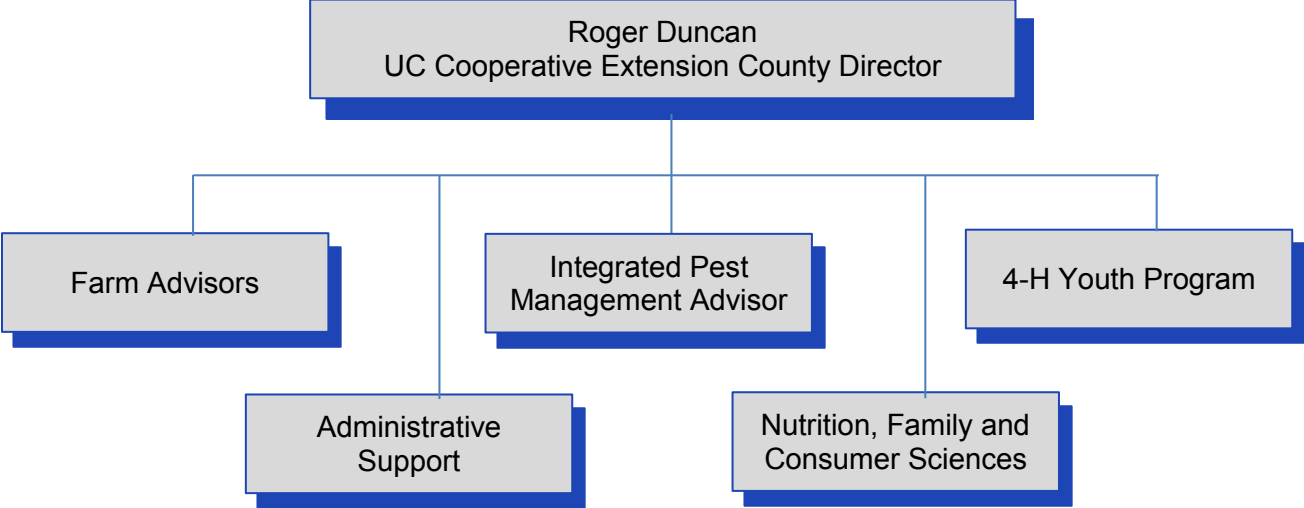 Roger Duncan
UC Cooperative Extension County Director
Farm Advisors
Integrated Pest
Management Advisor
4-H Youth Program
Administrative
Support
Nutrition, Family and
Consumer Sciences